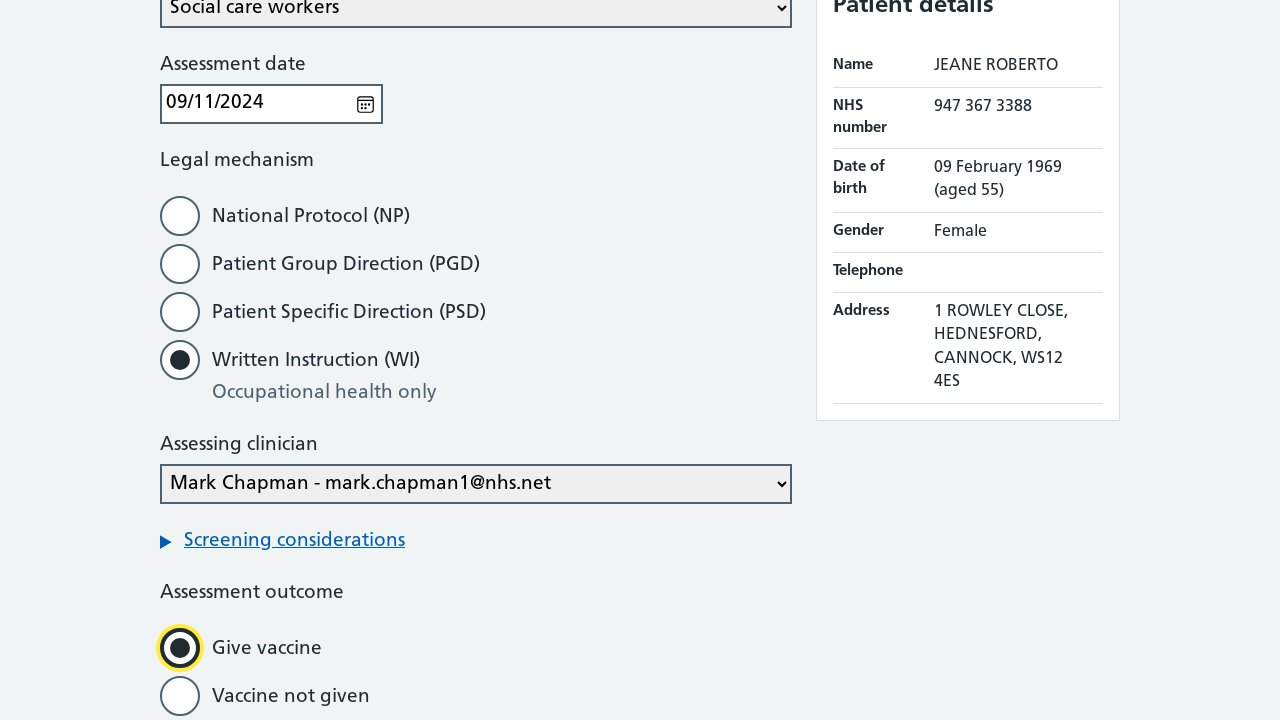 Social care workers
Assessment date
09/11/2024
Legal mechanism
National Protocol (NP)
Patient Group Direction (PGD)
Patient Specific Direction (PSD)
Written Instruction (WI)
Occupational health only
Assessing clinician
Mark Chapman - mark.chapman1@nhs.net
Screening considerations
Assessment outcome
Give vaccine
Vaccine not given
Patient details
Name JEANE ROBERTO
NHS number 947 367 3388
Date of birth 09 February 1969 (aged 55)
Gender Female
Telephone
Address 1 ROWLEY CLOSE,
HEDNESFORD,
CANNOCK, WS12
4ES